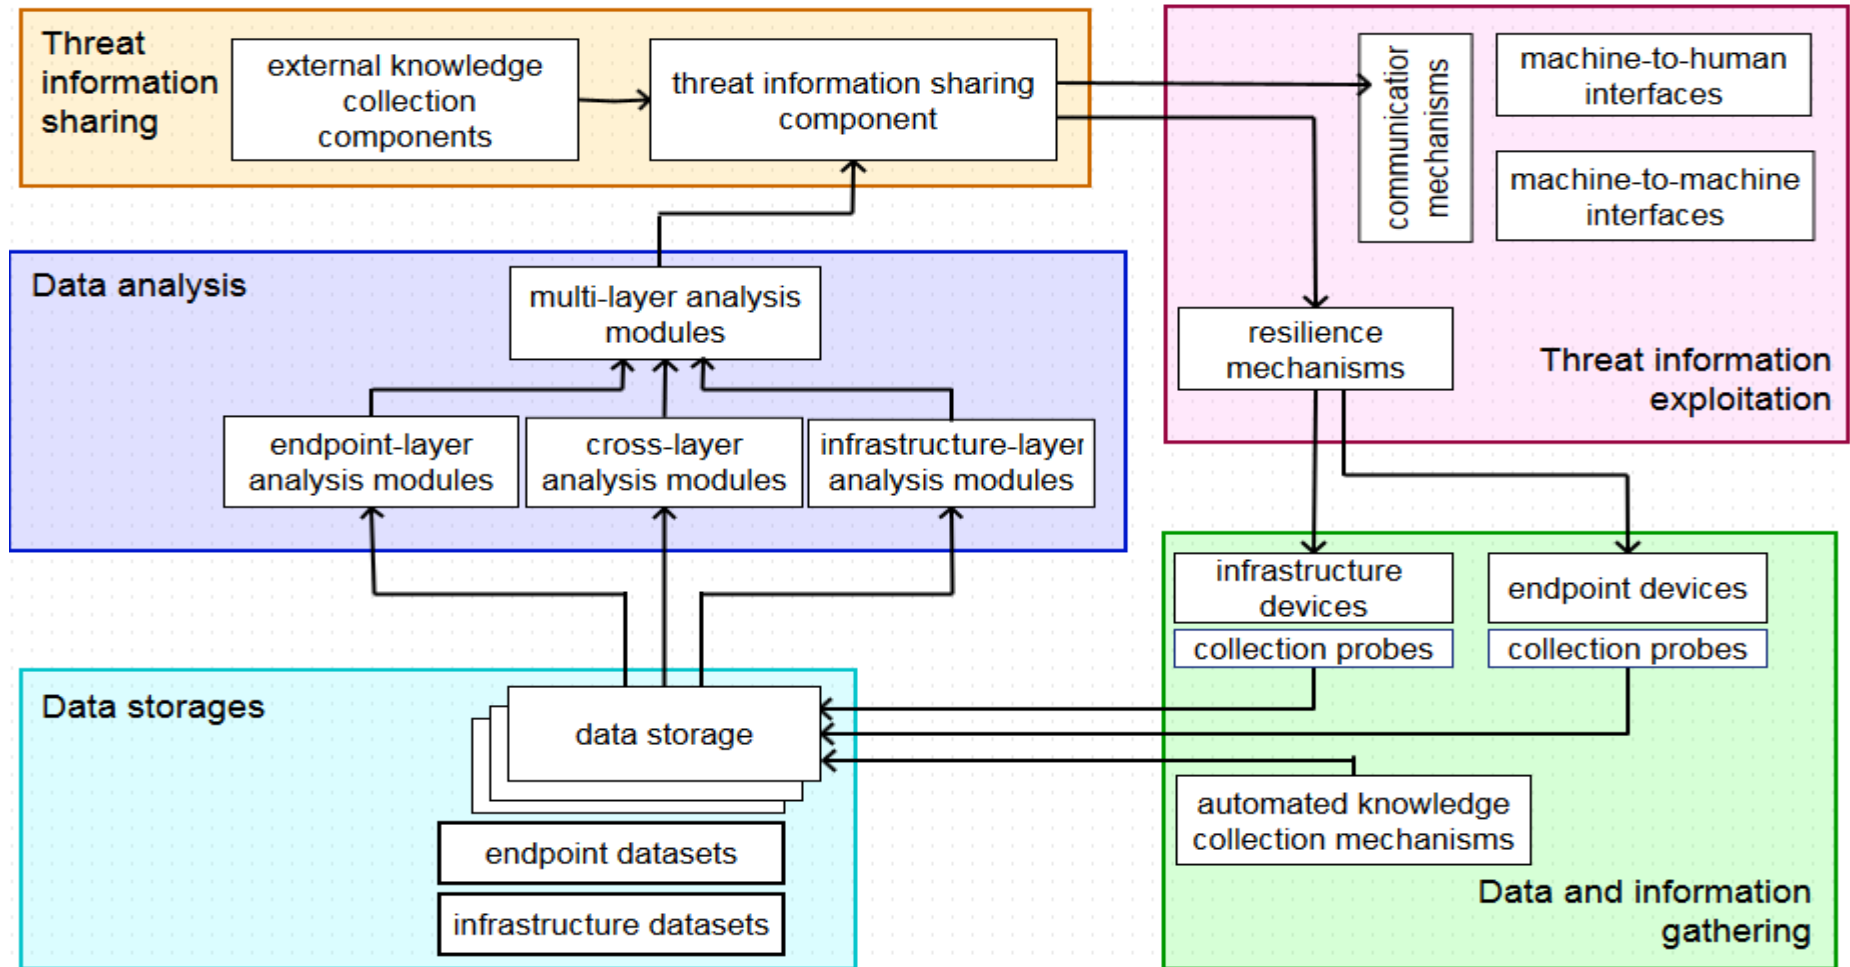 Threat
information
sharing
external knowledge
collection
components
threat information sharing
component
communication
mechanisms
machine-to-human
interfaces
machine-to-machine
interfaces
resilience
mechanisms
Threat information
exploitation
Data analysis
multi-layer analysis
modules
endpoint-layer
analysis modules
cross-layer
analysis modules
infrastructure-layer
analysis modules
infrastructure
devices
collection probes
endpoint devices
collection probes
automated knowledge
collection mechanisms
Data and information
gathering
Data storages
data storage
endpoint datasets
infrastructure datasets